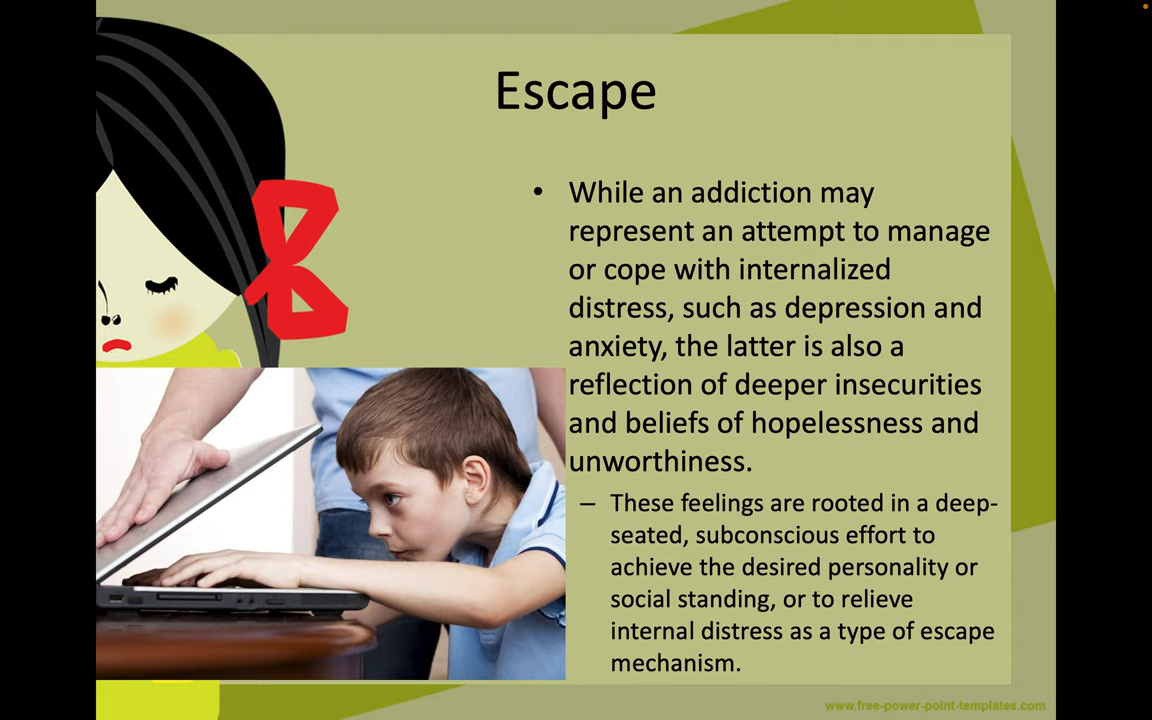 Escape
• While an addiction may
represent an attempt to manage
or cope with internalized
distress, such as depression and
anxiety, the latter is also a
reflection of deeper insecurities
and beliefs of hopelessness and
unworthiness.
– These feelings are rooted in a deep-
seated, subconscious effort to
achieve the desired personality or
social standing, or to relieve
internal distress as a type of escape
mechanism.
www.free-power-point-templates.com